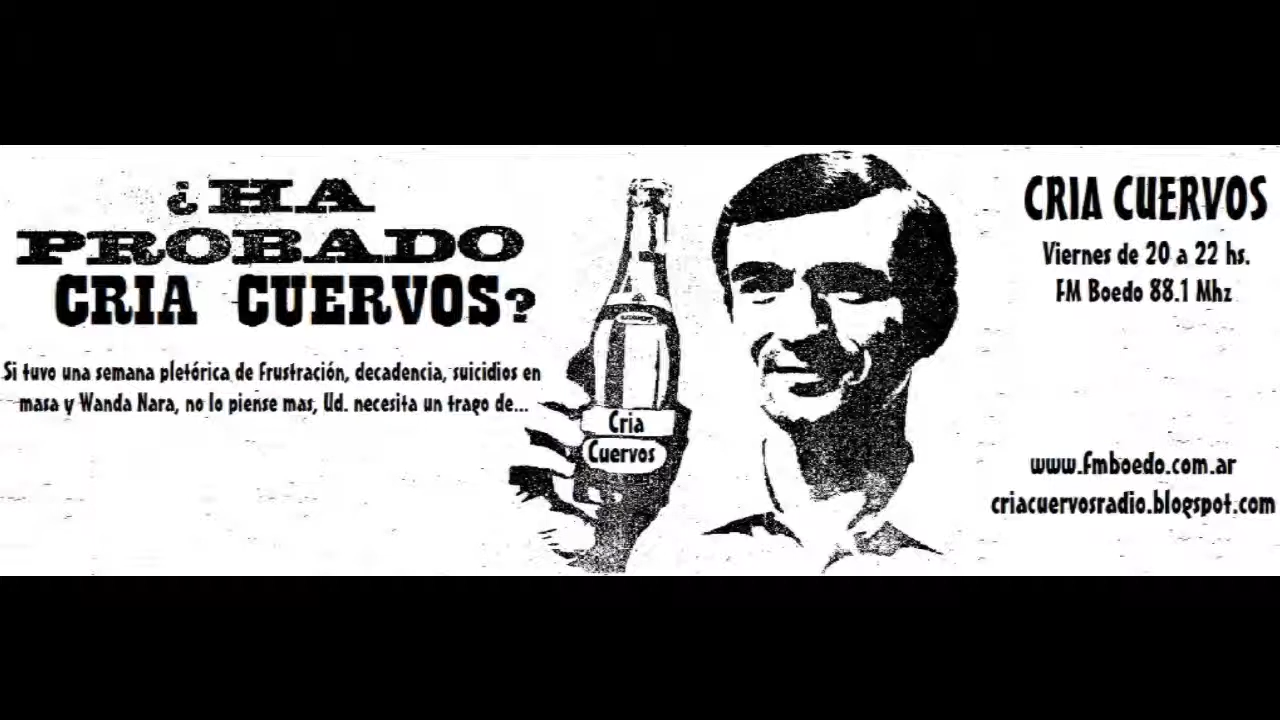 ¿HA
PROBADO
CRIA CUERVOS?
Si tuvo una semana pletórica de frustración, decadencia, suicidios en
masa y Wanda Nara, no lo piense mas, Ud. necesita un trago de...
Cria
Cuervos
CRIA CUERVOS
Viernes de 20 a 22 hs.
FM Boedo 88.1 Mhz
www.fmboedo.com.ar
criacuervosradio.blogspot.com